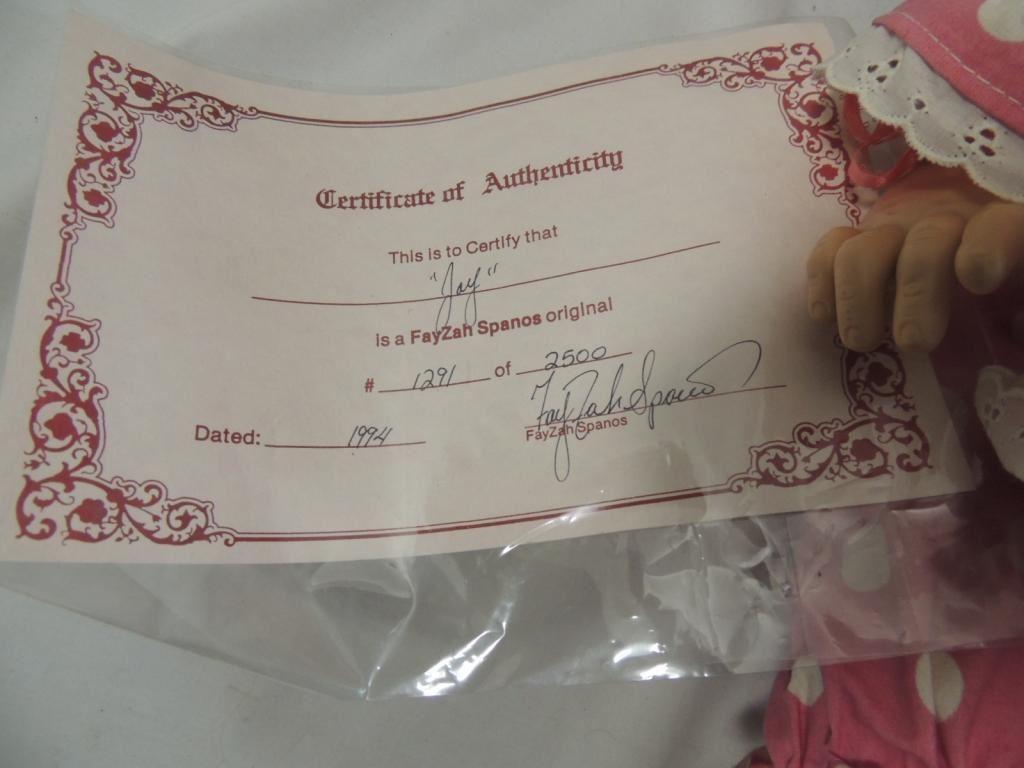 Certificate of Authenticity
This is to Certify that
"Jay"
is a FayZah Spanos original
# 1291 of 2500
FayZah Spanos
Dated: 1994
FayZah Spanos